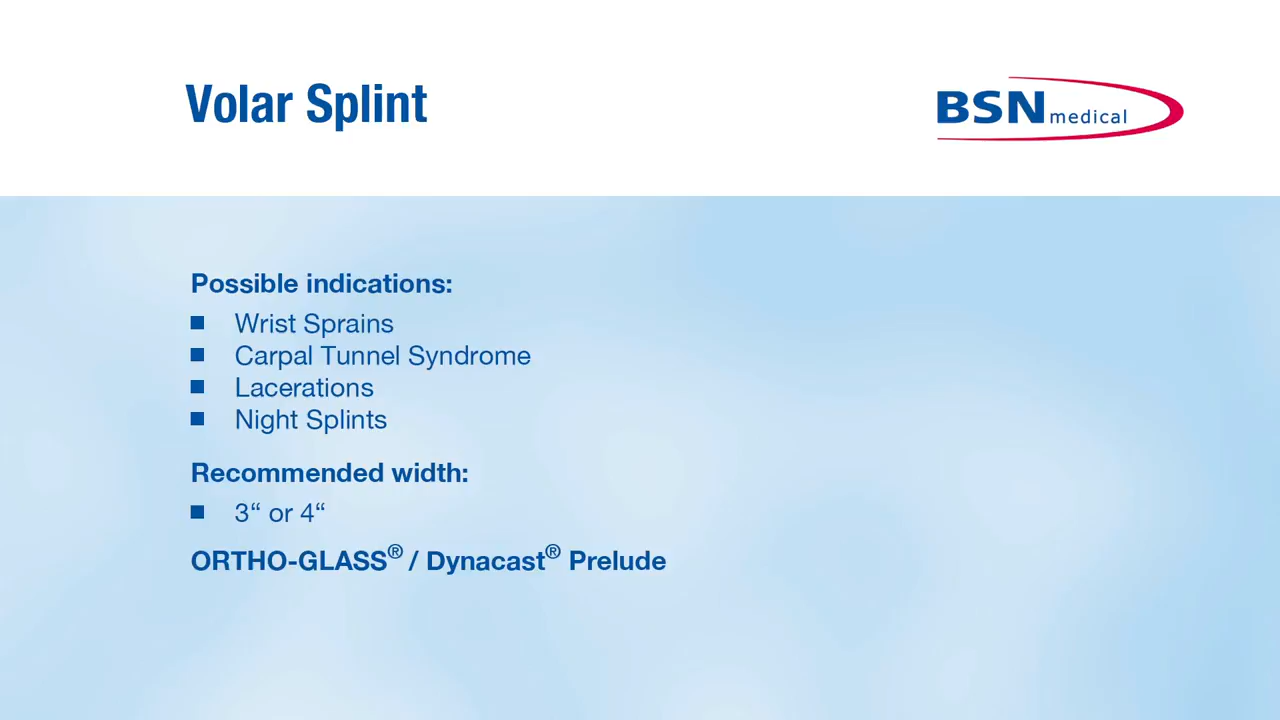 Volar Splint
BSN medical
Possible indications:
■ Wrist Sprains
■ Carpal Tunnel Syndrome
■ Lacerations
■ Night Splints
Recommended width:
■ 3“ or 4“
ORTHO-GLASS® / Dynacast® Prelude